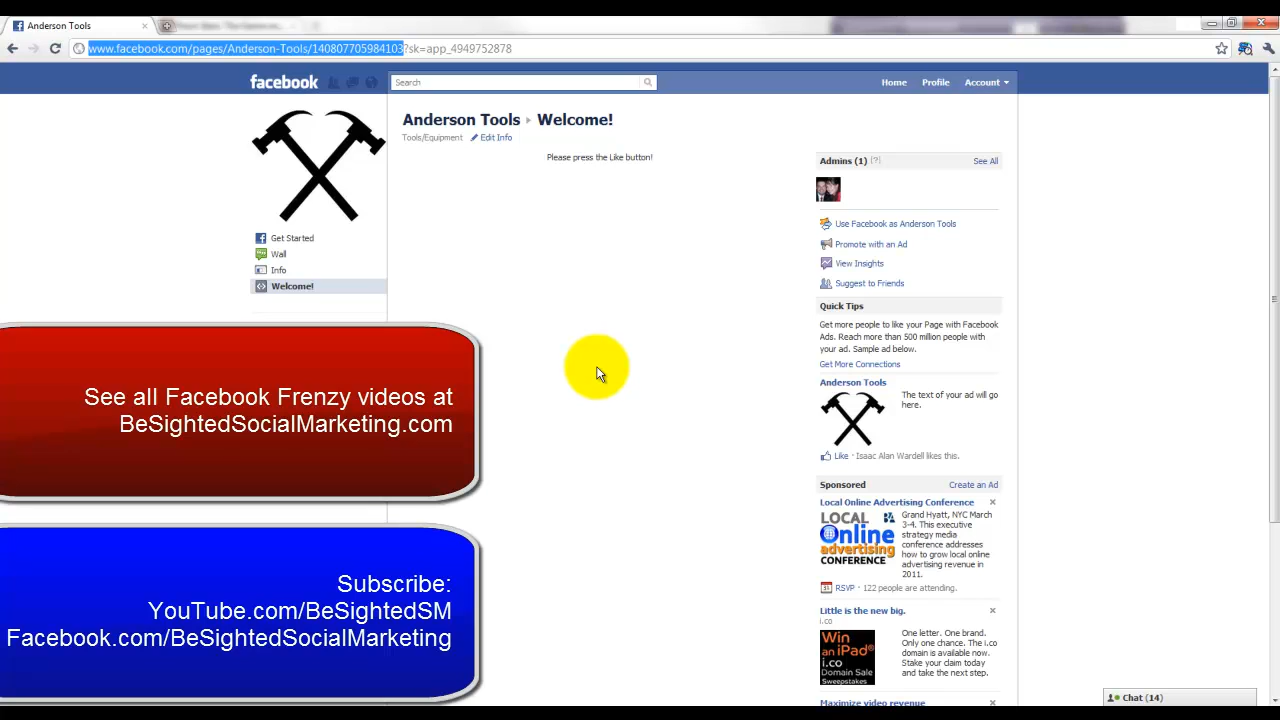 Anderson Tools
www.facebook.com/pages/Anderson-Tools/140807705984103?sk=app_4949752878
facebook
Search
Home
Profile
Account
Anderson Tools
Welcome!
Tools/Equipment
Edit Info
Please press the Like button!
Get Started
Wall
Info
Welcome!
See all Facebook Frenzy videos at
BeSightedSocialMarketing.com
Subscribe:
YouTube.com/BeSightedSM
Facebook.com/BeSightedSocialMarketing
Admins (1) [?]
See All
Use Facebook as Anderson Tools
Promote with an Ad
View Insights
Suggest to Friends
Quick Tips
Get more people to like your Page with Facebook
Ads. Reach more than 500 million people with
your ad. Sample ad below.
Get More Connections
Anderson Tools
The text of your ad will go
here.
Like · Isaac Alan Wardell likes this.
Sponsored
Create an Ad
Local Online Advertising Conference
LOCAL
Online
advertising
CONFERENCE
Grand Hyatt, NYC March
3-4. This executive
strategy media
conference addresses
how to grow local online
advertising revenue in
2011.
RSVP · 122 people are attending.
Little is the new big.
i.co
Win
an iPad®
i.co
Domain Sale
Sweepstakes
One letter. One brand.
Only one chance. The i.co
domain is available now.
Stake your claim today
and take the next step.
Maximize video revenue
Chat (14)